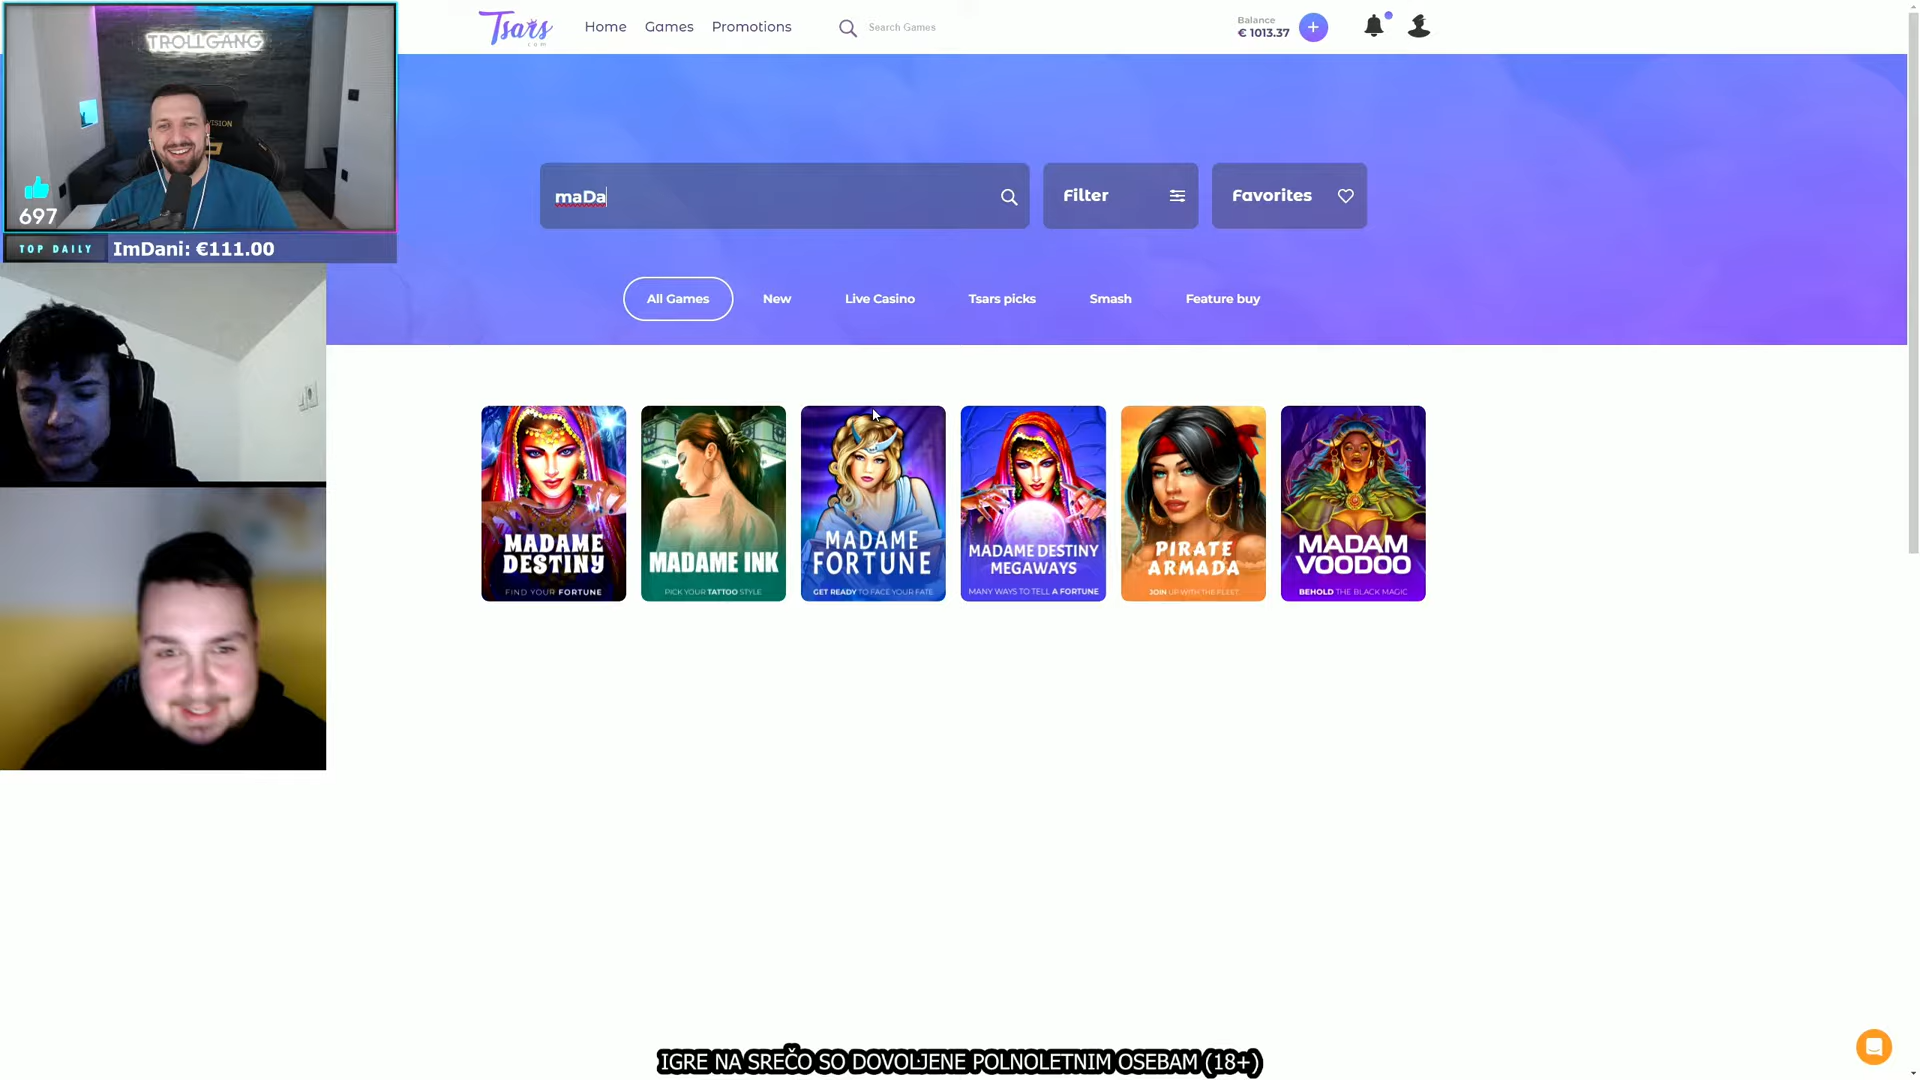 Tsars
com
Home
Games
Promotions
Search Games
Balance
€ 1013.37
TROLLGANG
697
TOP DAILY
ImDani: €111.00
maDa
Filter
Favorites
All Games
New
Live Casino
Tsars picks
Smash
Feature buy
MADAME
DESTINY
FIND YOUR FORTUNE
MADAME INK
PICK YOUR TATTOO STYLE
MADAME
FORTUNE
GET READY TO FACE YOUR FATE
MADAME DESTINY
MEGAWAYS
MANY WAYS TO TELL A FORTUNE
PIRATE
ARMADA
JOIN UP WITH THE FLEET
MADAM
VOODOO
BEHOLD THE BLACK MAGIC
IGRE NA SREČO SO DOVOLJENE POLNOLETNIM OSEBAM (18+)